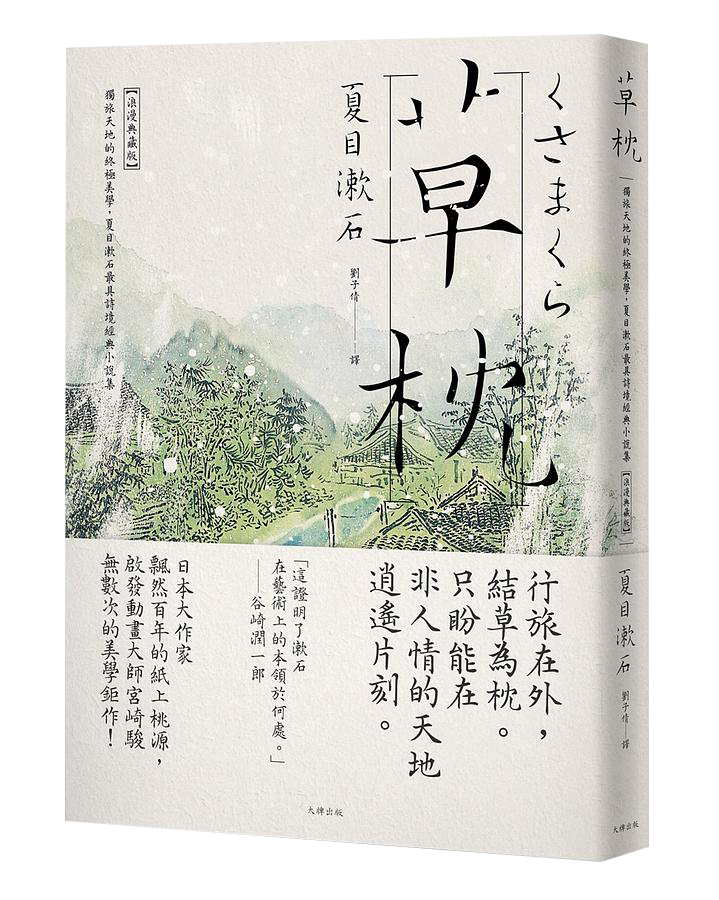 くさまくら
草枕
夏目漱石
劉子倩──譯
【浪漫典藏版】
獨旅天地的終極美學，夏目漱石最具詩境經典小說集
行旅在外，
結草為枕。
只盼能在
非人情的天地
逍遙片刻。
「這證明了漱石
在藝術上的本領於何處。」
──谷崎潤一郎
日本大作家
飄然百年的紙上桃源，
啟發動畫大師宮崎駿
無數次的美學鉅作！
大牌出版
草枕
獨旅天地的終極美學，夏目漱石最具詩境經典小說集
【浪漫典藏版】
夏目漱石
劉子倩──譯
大牌出版